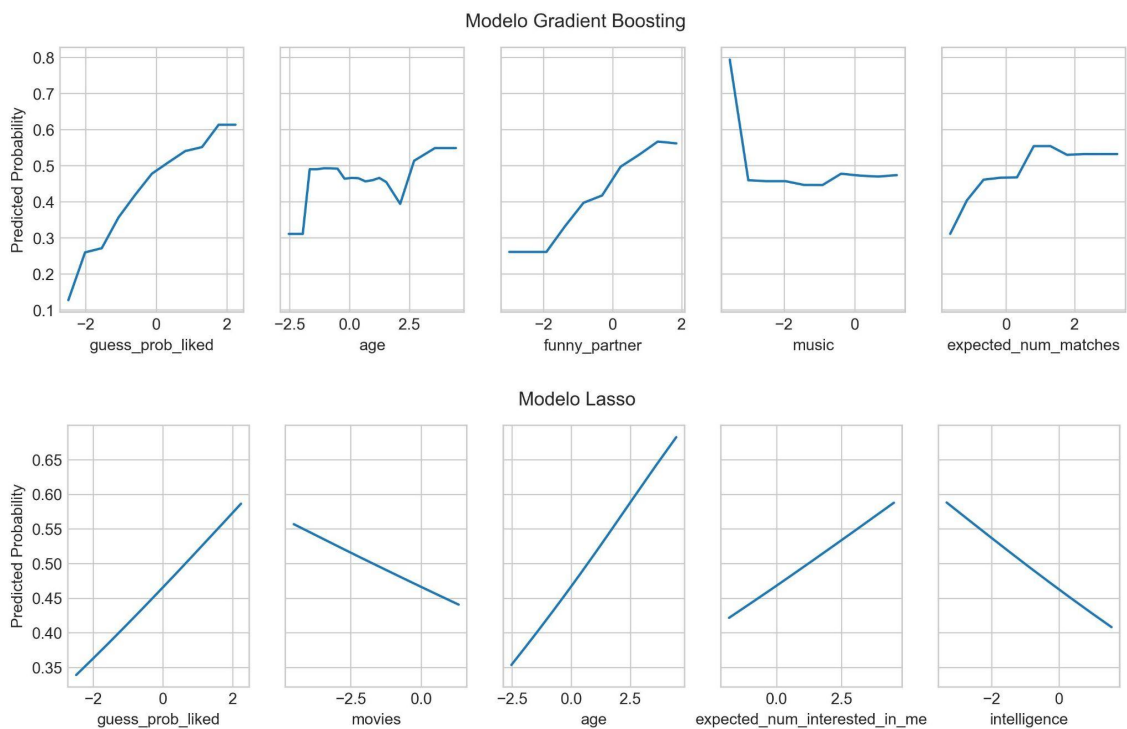 Modelo Gradient Boosting
Predicted Probability
0.8
0.7
0.6
0.5
0.4
0.3
0.2
0.1
−2 0 2
guess_prob_liked
−2.5 0.0 2.5
age
−2 0 2
funny_partner
−2 0
music
0 2
expected_num_matches
Modelo Lasso
Predicted Probability
0.65
0.60
0.55
0.50
0.45
0.40
0.35
−2 0 2
guess_prob_liked
−2.5 0.0
movies
−2.5 0.0 2.5
age
0.0 2.5
expected_num_interested_in_me
−2 0
intelligence